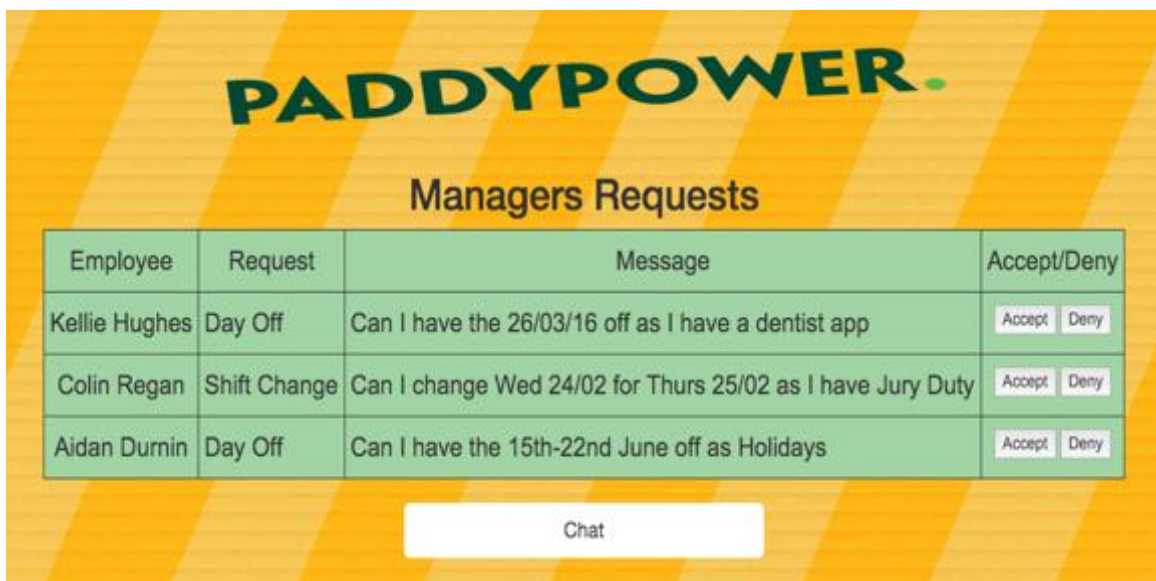 PADDYPOWER.
Managers Requests
Employee Request Message Accept/Deny
Kellie Hughes Day Off Can I have the 26/03/16 off as I have a dentist app Accept Deny
Colin Regan Shift Change Can I change Wed 24/02 for Thurs 25/02 as I have Jury Duty Accept Deny
Aidan Durnin Day Off Can I have the 15th-22nd June off as Holidays Accept Deny
Chat